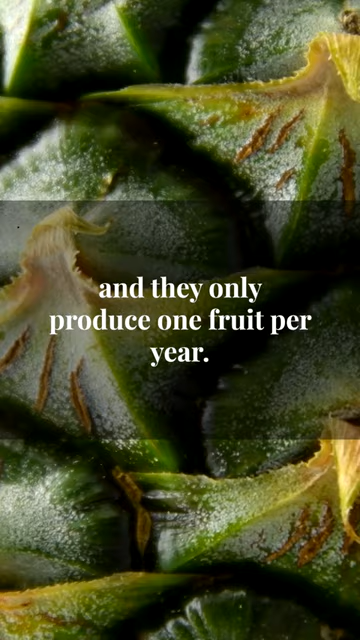 and they only
produce one fruit per
year.